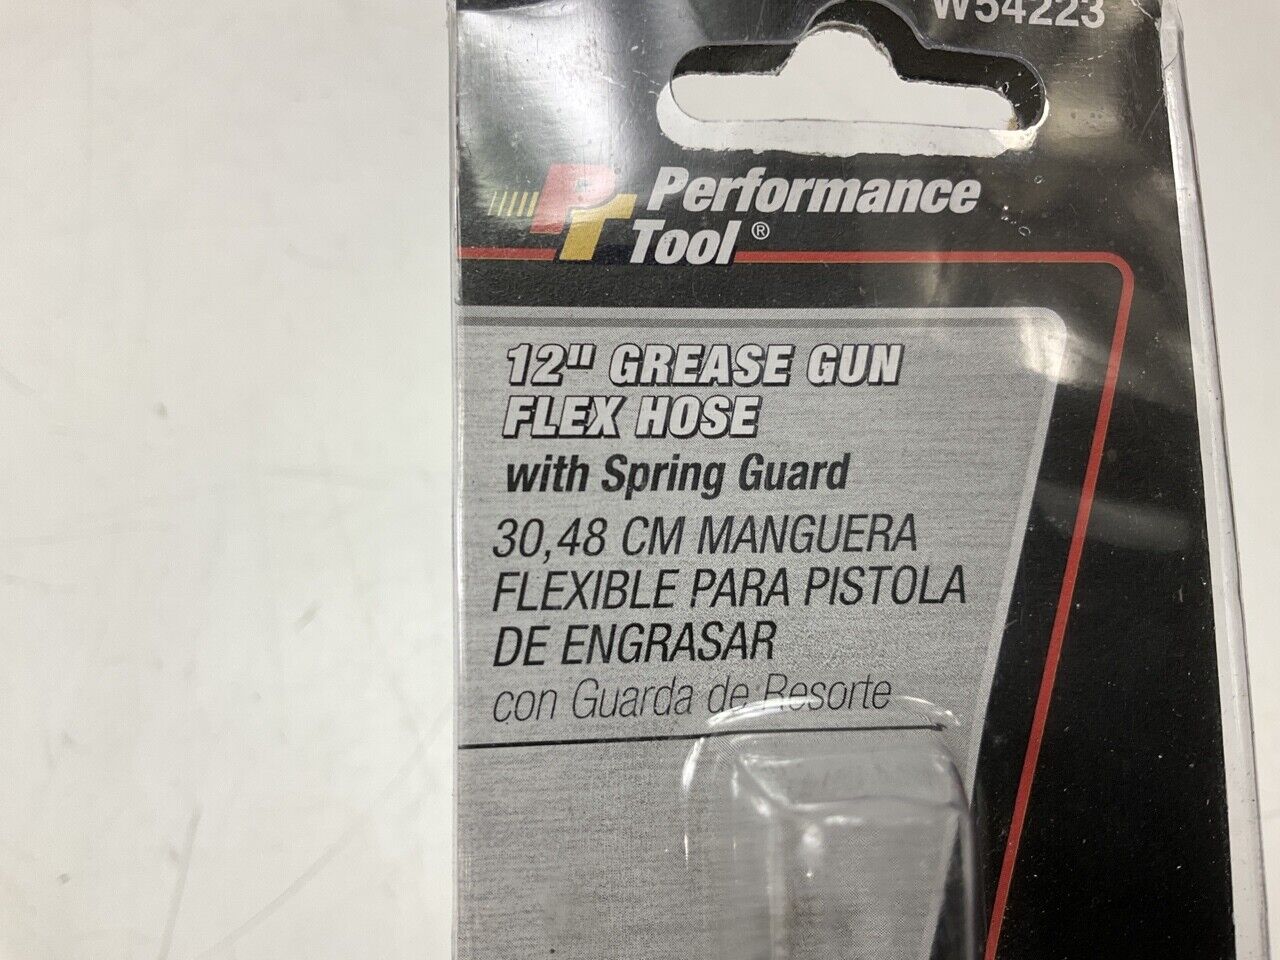 W54223
PT Performance
Tool®
12" GREASE GUN
FLEX HOSE
with Spring Guard
30,48 CM MANGUERA
FLEXIBLE PARA PISTOLA
DE ENGRASAR
con Guarda de Resorte